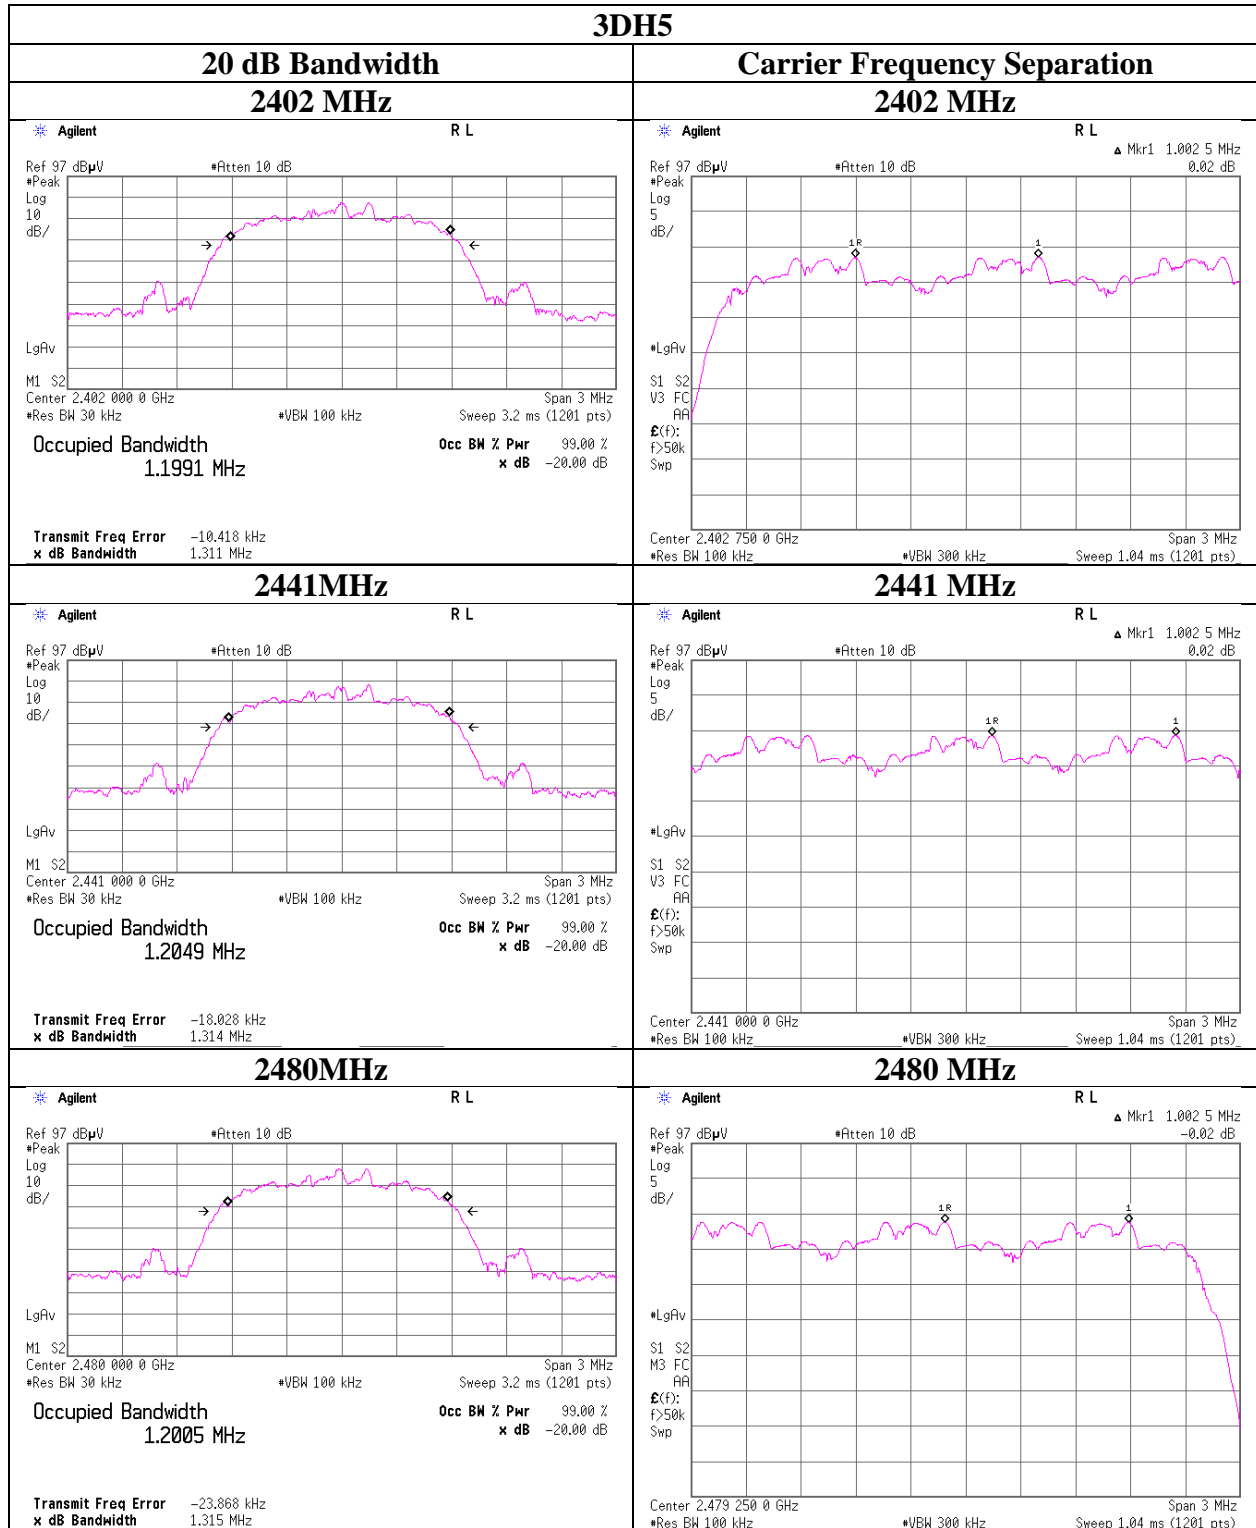 3DH5
20 dB Bandwidth
Carrier Frequency Separation
2402 MHz
2402 MHz
Agilent R L
Ref 97 dBµV #Atten 10 dB
#Peak
Log
10
dB/
LgAv
M1 S2
Center 2.402 000 0 GHz Span 3 MHz
#Res BW 30 kHz #VBW 100 kHz Sweep 3.2 ms (1201 pts)
Occupied Bandwidth Occ BW % Pwr 99.00 %
1.1991 MHz x dB -20.00 dB
Transmit Freq Error -10.418 kHz
x dB Bandwidth 1.311 MHz
Agilent R L
Δ Mkr1 1.002 5 MHz
Ref 97 dBµV #Atten 10 dB 0.02 dB
#Peak
Log
5
dB/
1R 1
#LgAv
S1 S2
V3 FC
AA
£(f):
f>50k
Swp
Center 2.402 750 0 GHz Span 3 MHz
#Res BW 100 kHz #VBW 300 kHz Sweep 1.04 ms (1201 pts)
2441MHz
2441 MHz
Agilent R L
Ref 97 dBµV #Atten 10 dB
#Peak
Log
10
dB/
LgAv
M1 S2
Center 2.441 000 0 GHz Span 3 MHz
#Res BW 30 kHz #VBW 100 kHz Sweep 3.2 ms (1201 pts)
Occupied Bandwidth Occ BW % Pwr 99.00 %
1.2049 MHz x dB -20.00 dB
Transmit Freq Error -18.028 kHz
x dB Bandwidth 1.314 MHz
Agilent R L
Δ Mkr1 1.002 5 MHz
Ref 97 dBµV #Atten 10 dB 0.02 dB
#Peak
Log
5
dB/
1R 1
#LgAv
S1 S2
V3 FC
AA
£(f):
f>50k
Swp
Center 2.441 000 0 GHz Span 3 MHz
#Res BW 100 kHz #VBW 300 kHz Sweep 1.04 ms (1201 pts)
2480MHz
2480 MHz
Agilent R L
Ref 97 dBµV #Atten 10 dB
#Peak
Log
10
dB/
LgAv
M1 S2
Center 2.480 000 0 GHz Span 3 MHz
#Res BW 30 kHz #VBW 100 kHz Sweep 3.2 ms (1201 pts)
Occupied Bandwidth Occ BW % Pwr 99.00 %
1.2005 MHz x dB -20.00 dB
Transmit Freq Error -23.868 kHz
x dB Bandwidth 1.315 MHz
Agilent R L
Δ Mkr1 1.002 5 MHz
Ref 97 dBµV #Atten 10 dB -0.02 dB
#Peak
Log
5
dB/
1R 1
#LgAv
S1 S2
M3 FC
AA
£(f):
f>50k
Swp
Center 2.479 250 0 GHz Span 3 MHz
#Res BW 100 kHz #VBW 300 kHz Sweep 1.04 ms (1201 pts)